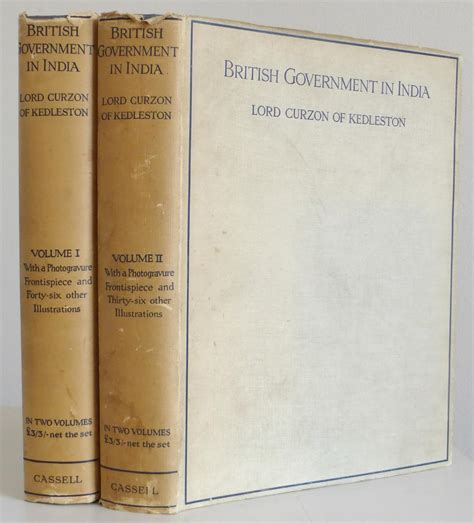 BRITISH
GOVERNMENT
IN INDIA
LORD CURZON
OF KEDLESTON
VOLUME I
With a Photogravure
Frontispiece and
Forty-six other
Illustrations
IN TWO VOLUMES
£3/3/- net the set
CASSELL
BRITISH
GOVERNMENT
IN INDIA
LORD CURZON
OF KEDLESTON
VOLUME II
With a Photogravure
Frontispiece and
Thirty-six other
Illustrations
IN TWO VOLUMES
£3/3/- net the set
CASSELL
BRITISH GOVERNMENT IN INDIA
LORD CURZON OF KEDLESTON